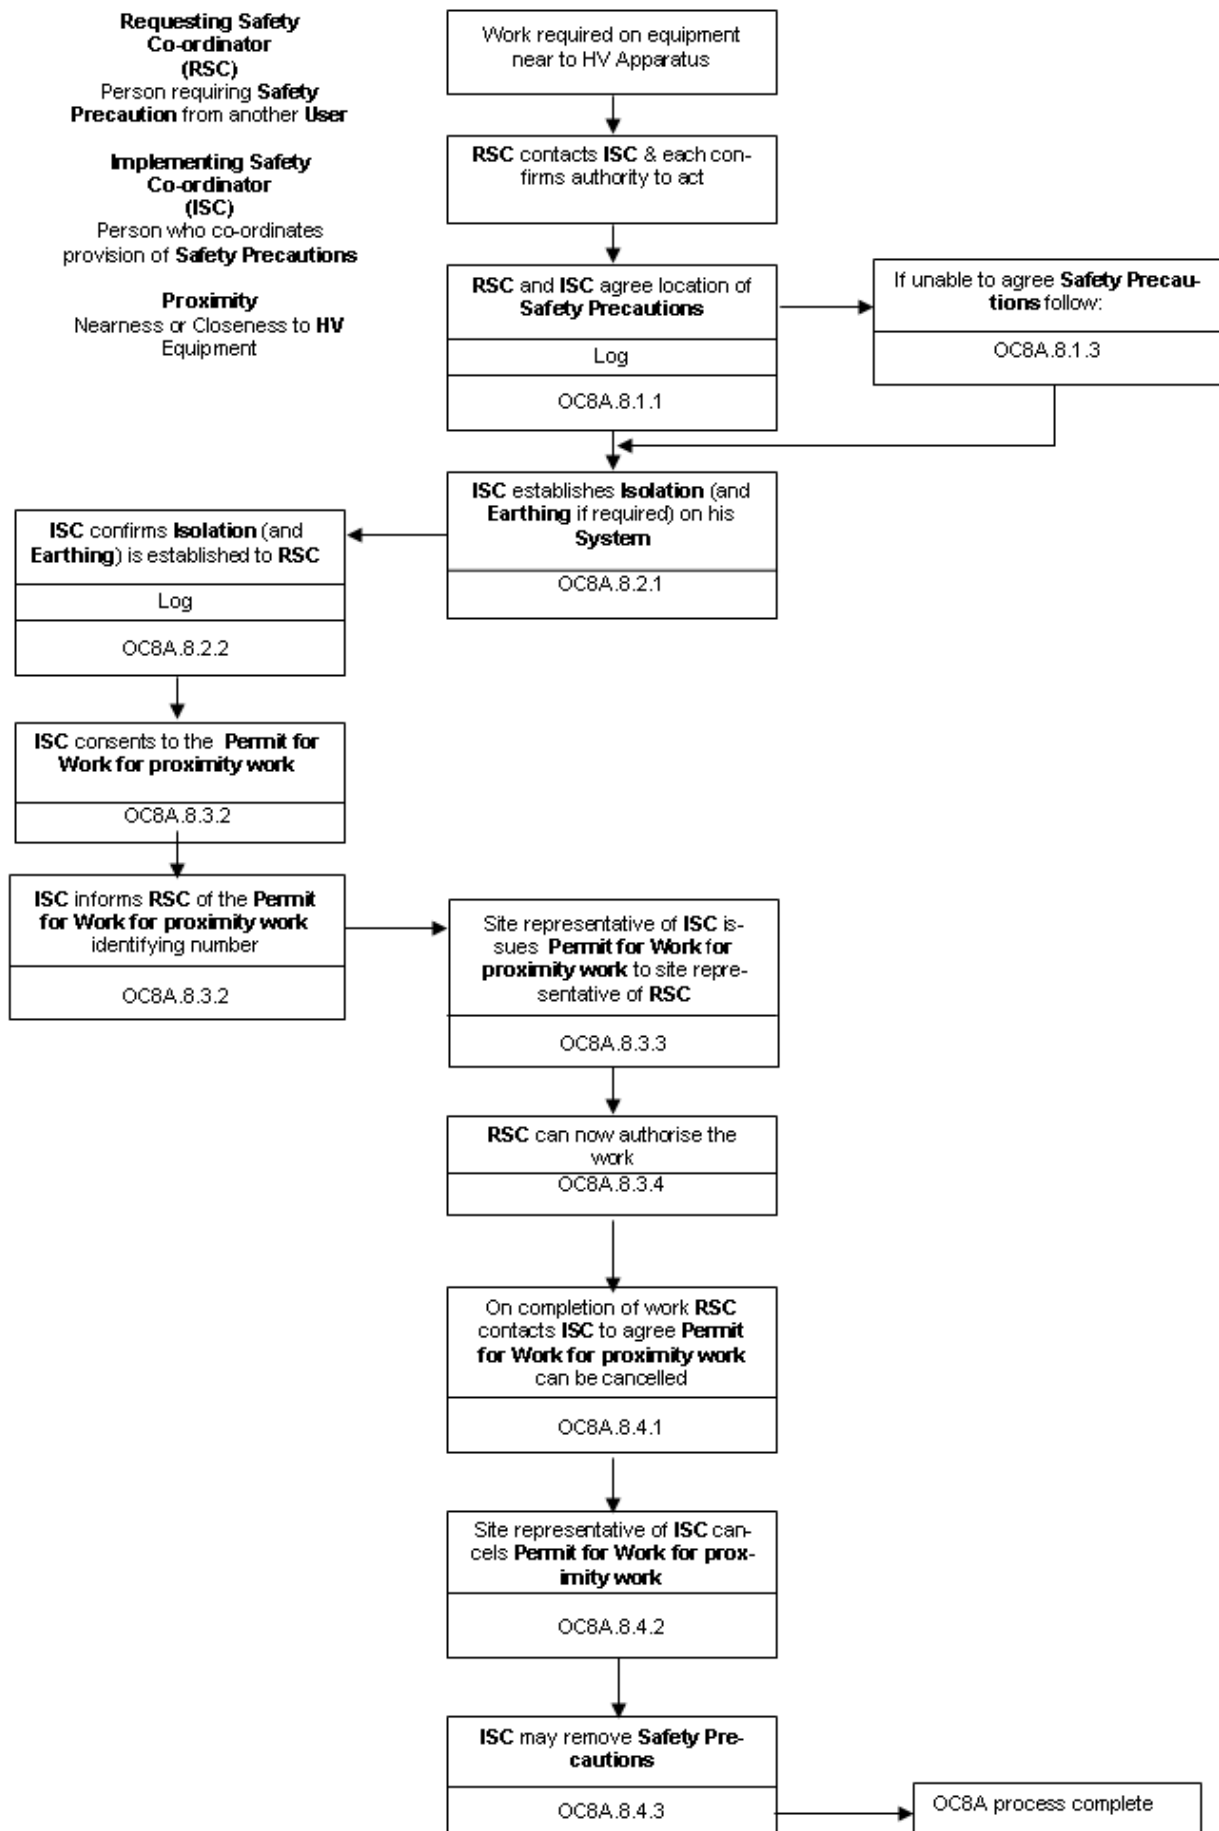 Requesting Safety
Co-ordinator
(RSC)
Person requiring Safety
Precaution from another User
Implementing Safety
Co-ordinator
(ISC)
Person who co-ordinates
provision of Safety Precautions
Proximity
Nearness or Closeness to HV
Equipment
Work required on equipment
near to HV Apparatus
RSC contacts ISC & each con-
firms authority to act
RSC and ISC agree location of
Safety Precautions
Log
OC8A.8.1.1
If unable to agree Safety Precau-
tions follow:
OC8A.8.1.3
ISC establishes Isolation (and
Earthing if required) on his
System
OC8A.8.2.1
ISC confirms Isolation (and
Earthing) is established to RSC
Log
OC8A.8.2.2
ISC consents to the Permit for
Work for proximity work
OC8A.8.3.2
ISC informs RSC of the Permit
for Work for proximity work
identifying number
OC8A.8.3.2
Site representative of ISC is-
sues Permit for Work for
proximity work to site repre-
sentative of RSC
OC8A.8.3.3
RSC can now authorise the
work
OC8A.8.3.4
On completion of work RSC
contacts ISC to agree Permit
for Work for proximity work
can be cancelled
OC8A.8.4.1
Site representative of ISC can-
cels Permit for Work for prox-
imity work
OC8A.8.4.2
ISC may remove Safety Pre-
cautions
OC8A.8.4.3
OC8A process complete